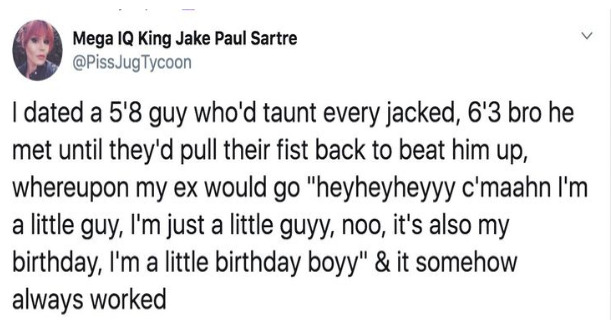 Mega IQ King Jake Paul Sartre
@PissJugTycoon
I dated a 5'8 guy who'd taunt every jacked, 6'3 bro he
met until they'd pull their fist back to beat him up,
whereupon my ex would go "heyheyheyyy c'maahn I'm
a little guy, I'm just a little guyy, noo, it's also my
birthday, I'm a little birthday boyy" & it somehow
always worked